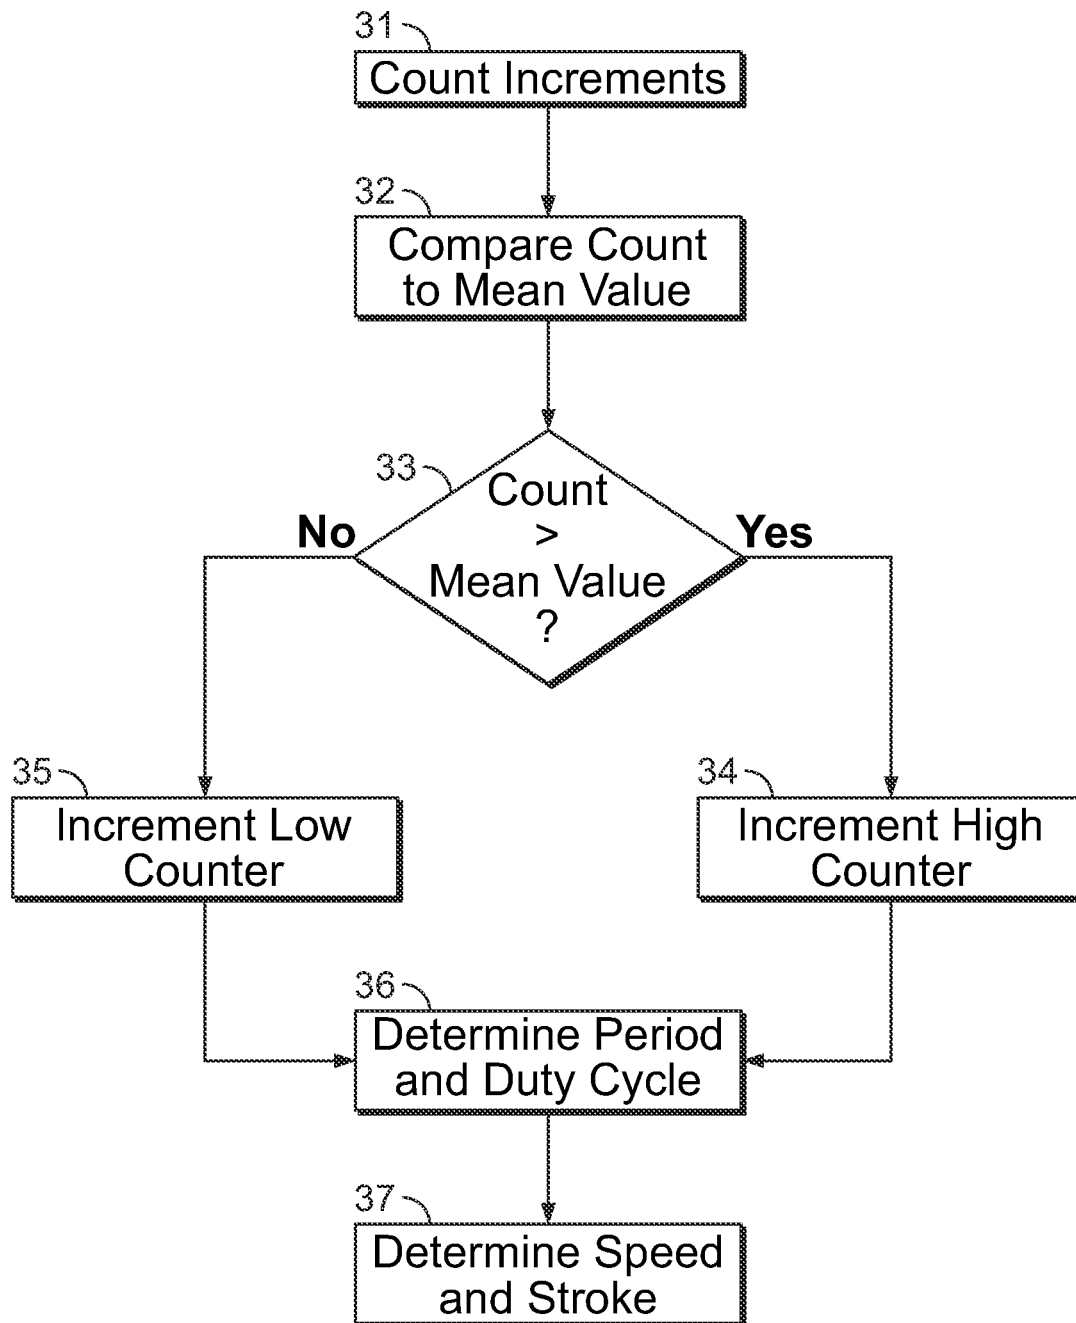 31
Count Increments
32
Compare Count
to Mean Value
33
Count
>
Mean Value
?
No
Yes
35
Increment Low
Counter
34
Increment High
Counter
36
Determine Period
and Duty Cycle
37
Determine Speed
and Stroke